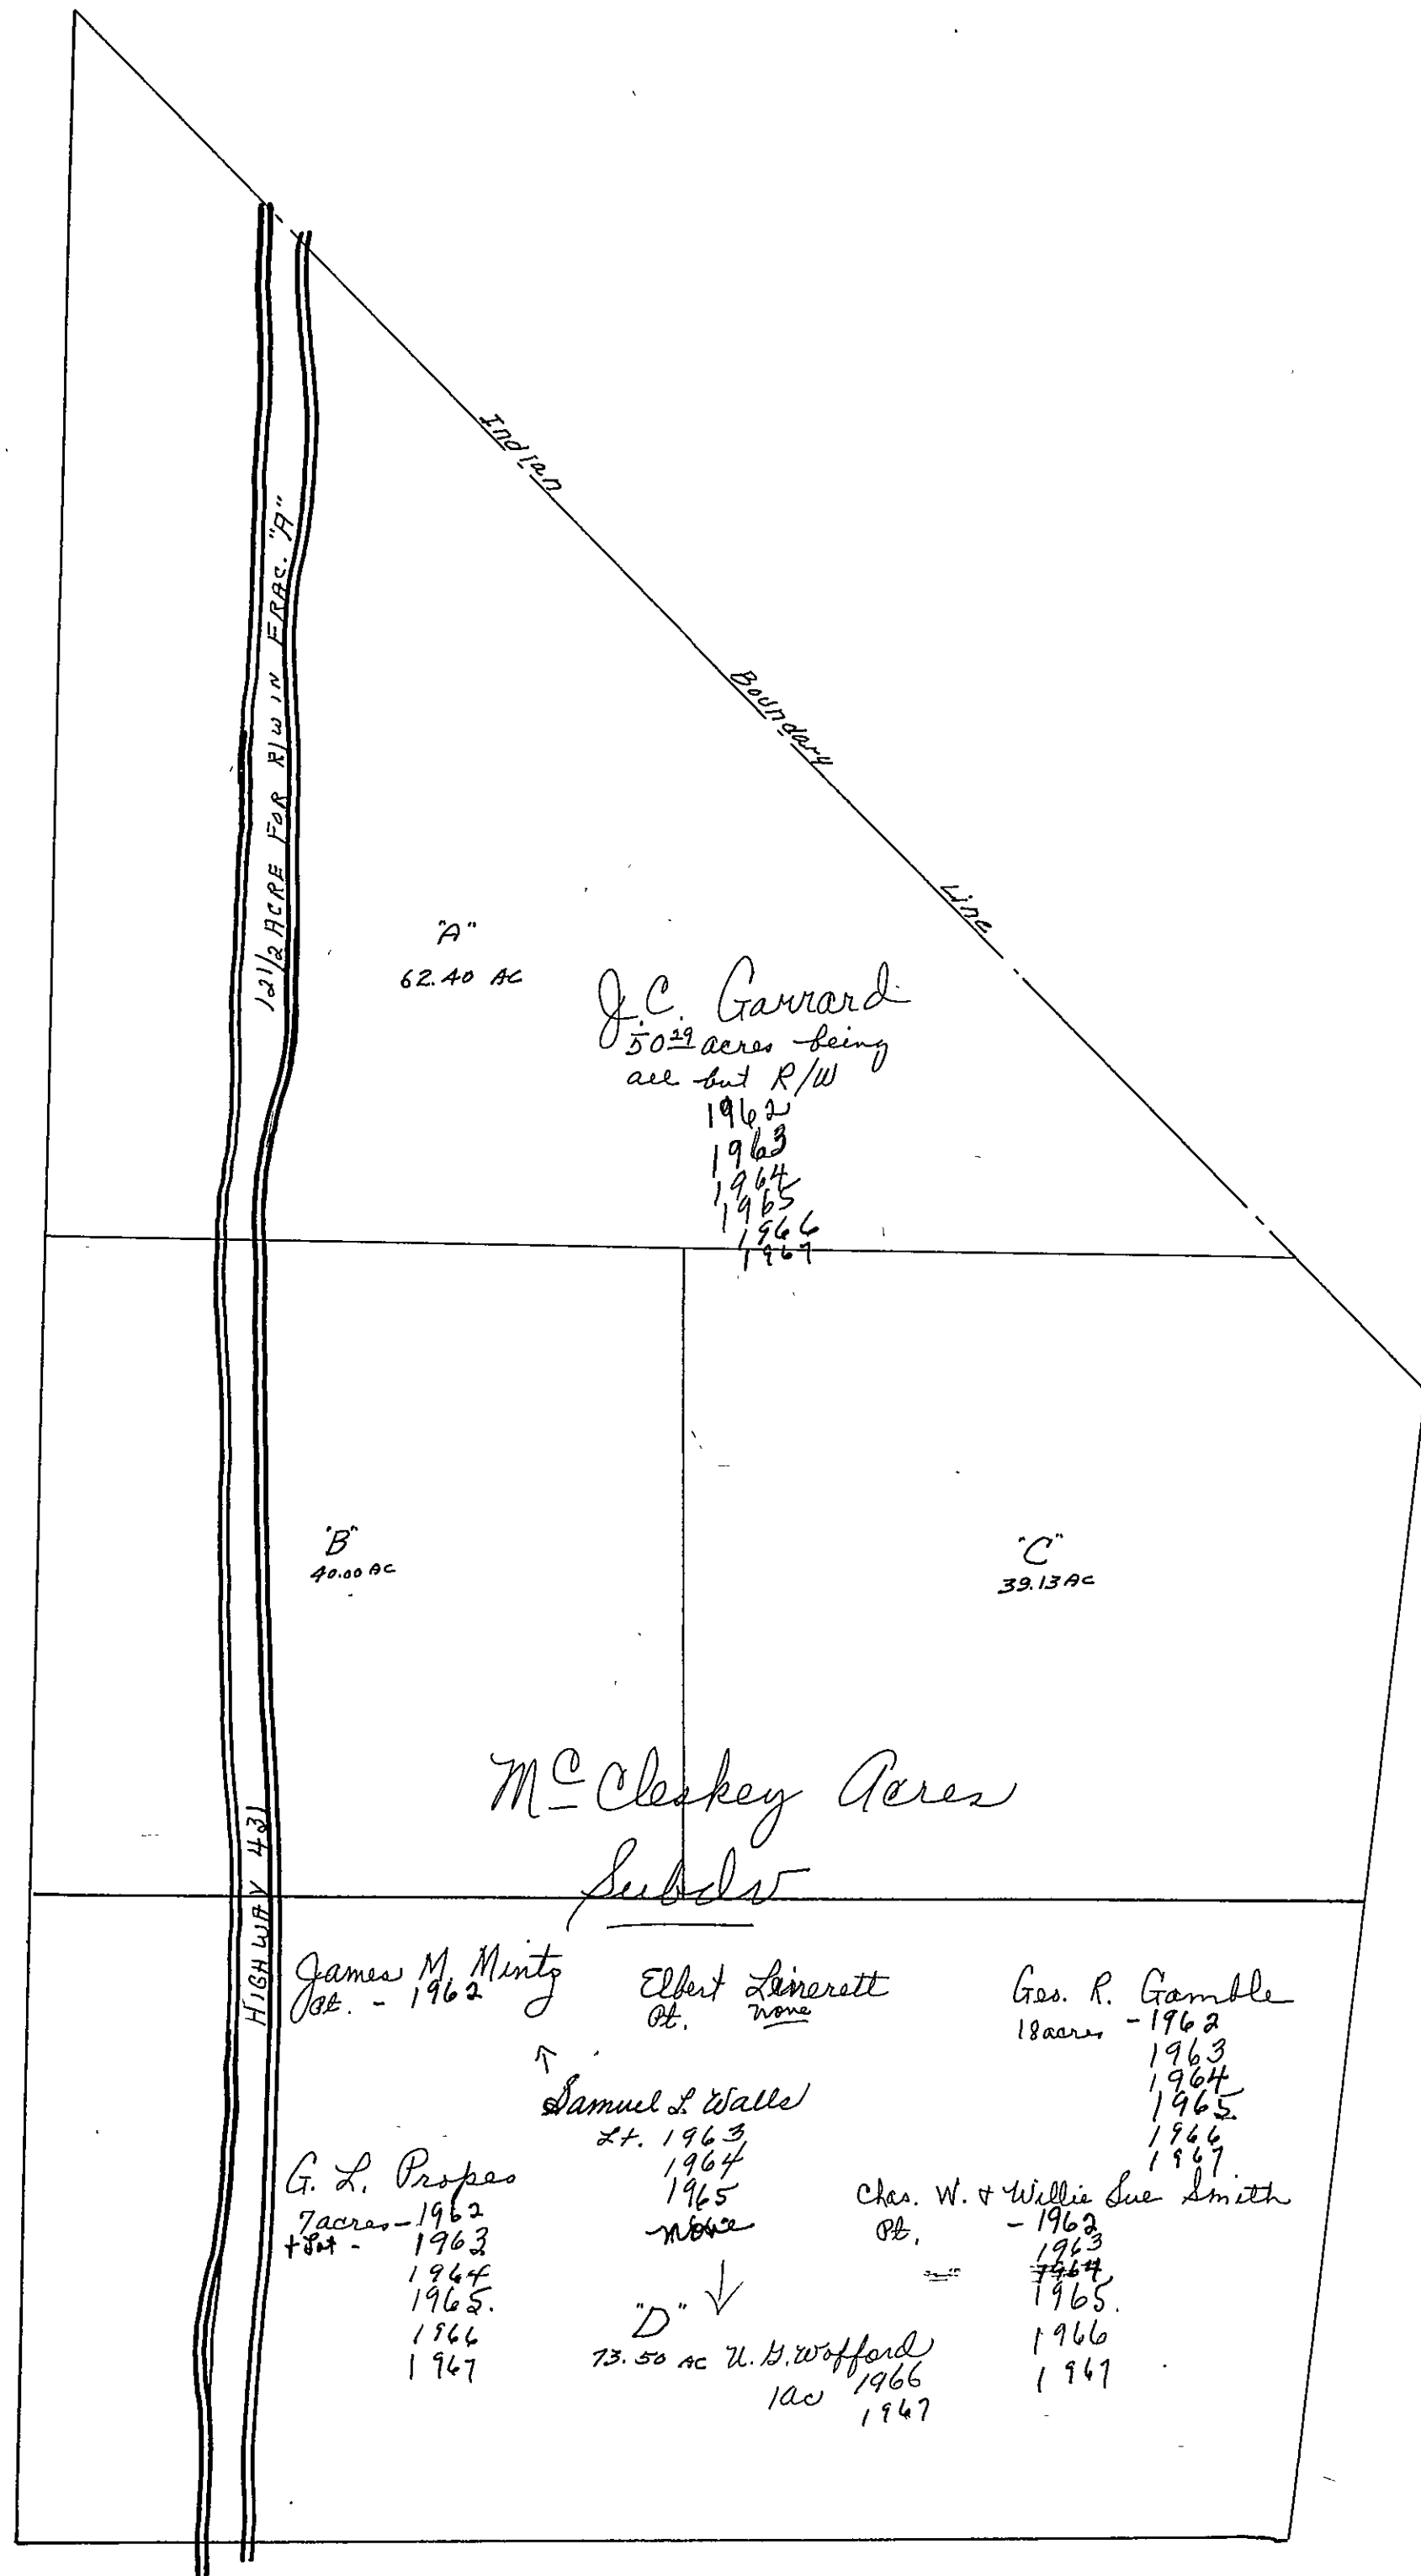 Indian Boundary Line
12 1/2 ACRE FOR R/W IN FRAC. "A"
"A"
62.40 AC
J.C. Garrard
50 29 acres being
all but R/W
1962
1963
1964
1965
1966
1967
"B"
40.00 AC
"C"
39.13 AC
McCleskey Acres
Subdv
HIGHWAY 431
James M. Mintz
Pt. - 1962
Elbert
Pt. none
Geo. R. Gamble
18 acres - 1962
1963
1964
1965
1966
1967
↑
Samuel L. Walls
Lt. 1963
1964
1965
none
G. L. Propes
7 acres - 1962
+ Lot - 1963
1964
1965.
1966
1967
Chas. W. + Willie Sue Smith
Pt. - 1962
1963
1964
1965.
1966
1967
↓
"D"
73.50 AC
U. G. Wofford
1 ac 1966
1967